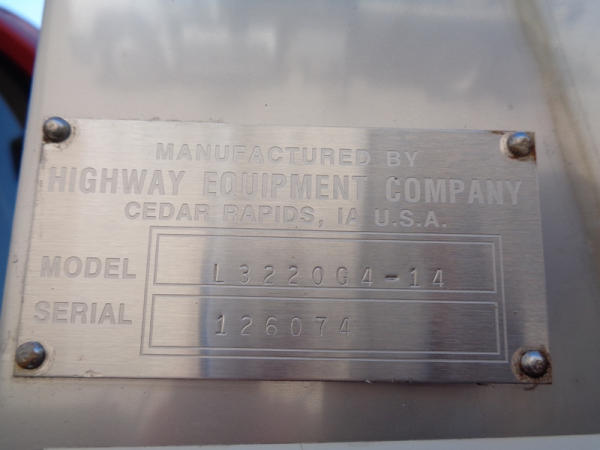 MANUFACTURED BY
HIGHWAY EQUIPMENT COMPANY
CEDAR RAPIDS, IA U.S.A.
MODEL L3220G4-14
SERIAL 126074